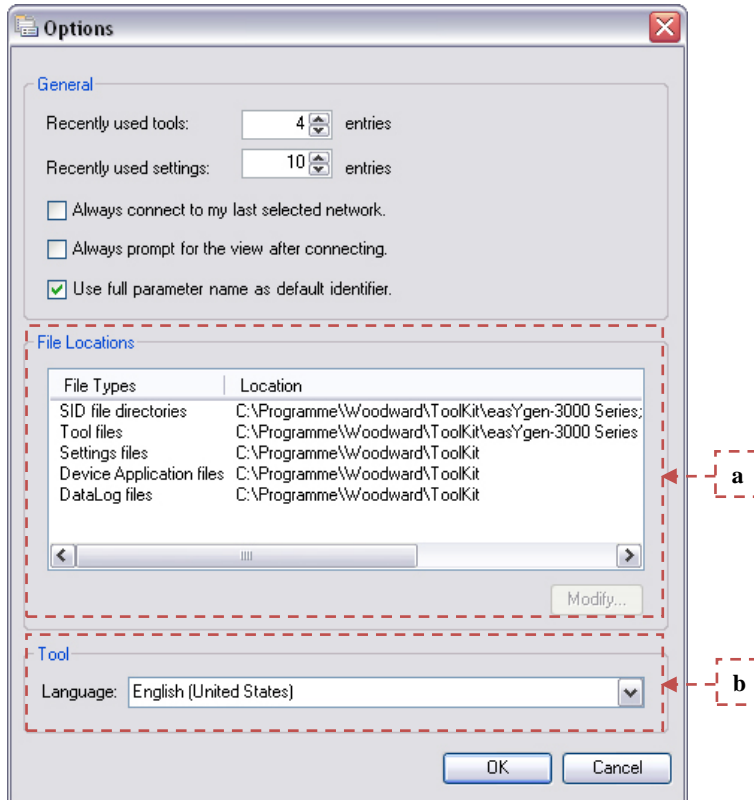 Options
General
Recently used tools: 4 entries
Recently used settings: 10 entries
Always connect to my last selected network.
Always prompt for the view after connecting.
Use full parameter name as default identifier.
File Locations
File Types Location
SID file directories C:\Programme\Woodward\ToolKit\easYgen-3000 Series;
Tool files C:\Programme\Woodward\ToolKit\easYgen-3000 Series
Settings files C:\Programme\Woodward\ToolKit
Device Application files C:\Programme\Woodward\ToolKit
DataLog files C:\Programme\Woodward\ToolKit
a
Modify...
Tool
Language: English (United States)
b
OK Cancel